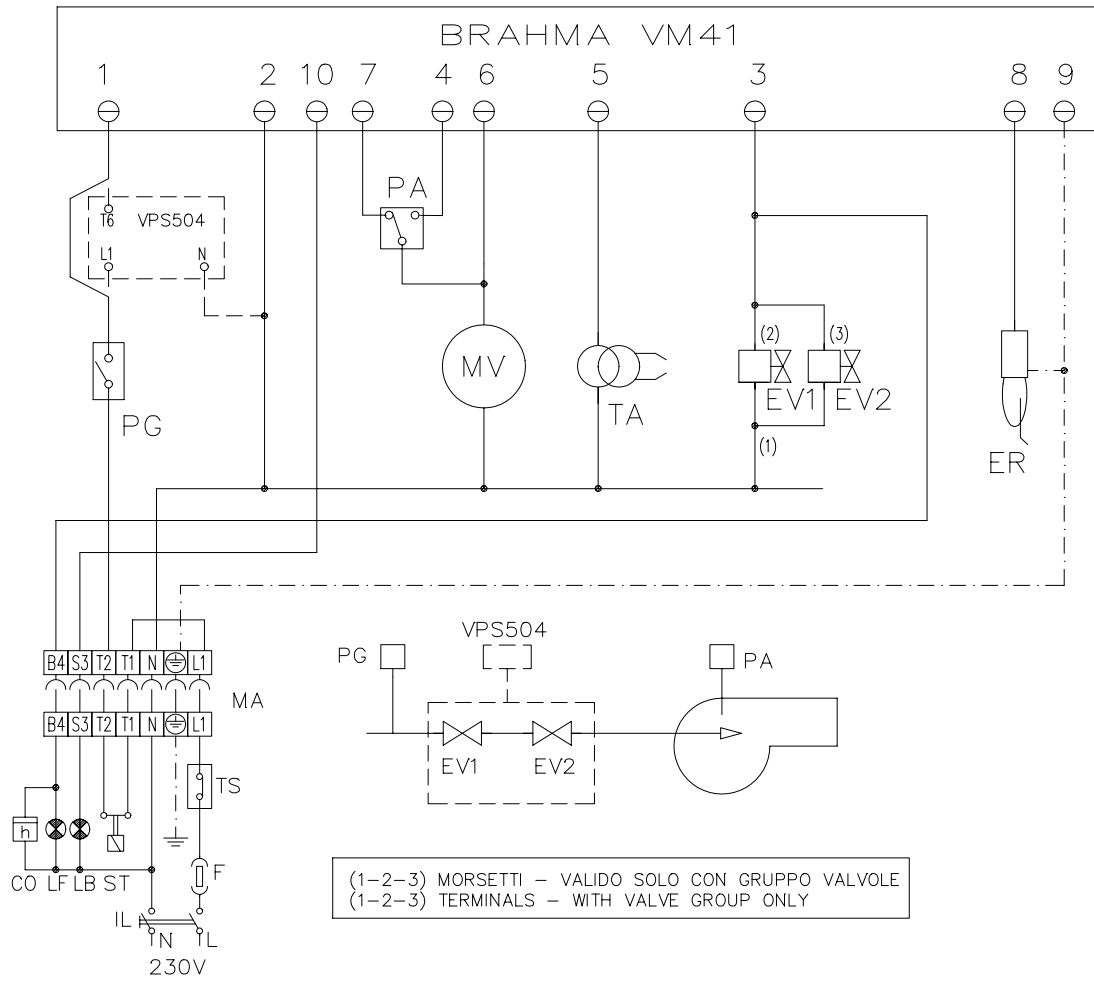 BRAHMA VM41
1 2 10 7 4 6 5 3 8 9
PA
T6 VPS504
L1 N
PG
MV
TA
(2) (3)
EV1 EV2
(1)
ER
B4 S3 T2 T1 N L1
MA
B4 S3 T2 T1 N L1
TS
h
CO LF LB ST
F
IL
N L
230V
VPS504
PG PA
EV1 EV2
(1-2-3) MORSETTI - VALIDO SOLO CON GRUPPO VALVOLE
(1-2-3) TERMINALS - WITH VALVE GROUP ONLY